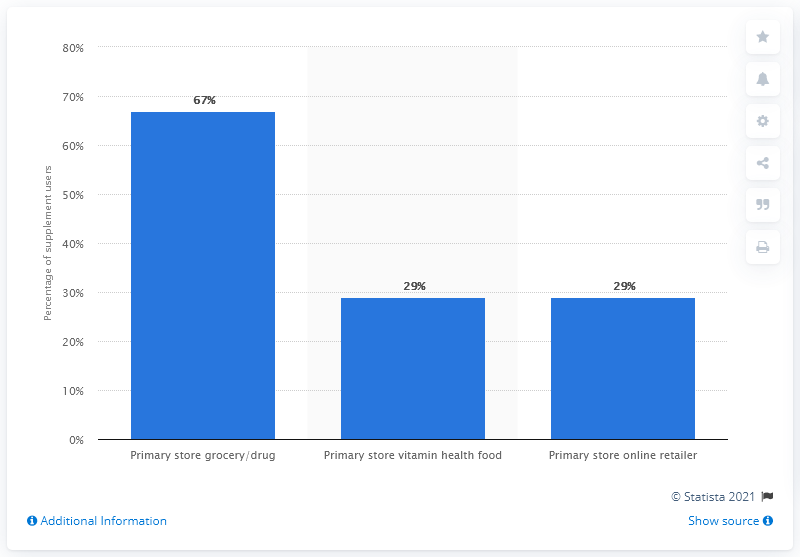 80%
70%
60%
50%
40%
30%
20%
10%
0%
Percentage of supplement users
67%
29%
29%
Primary store grocery/drug
Primary store vitamin health food
Primary store online retailer
© Statista 2021
Additional Information
Show source